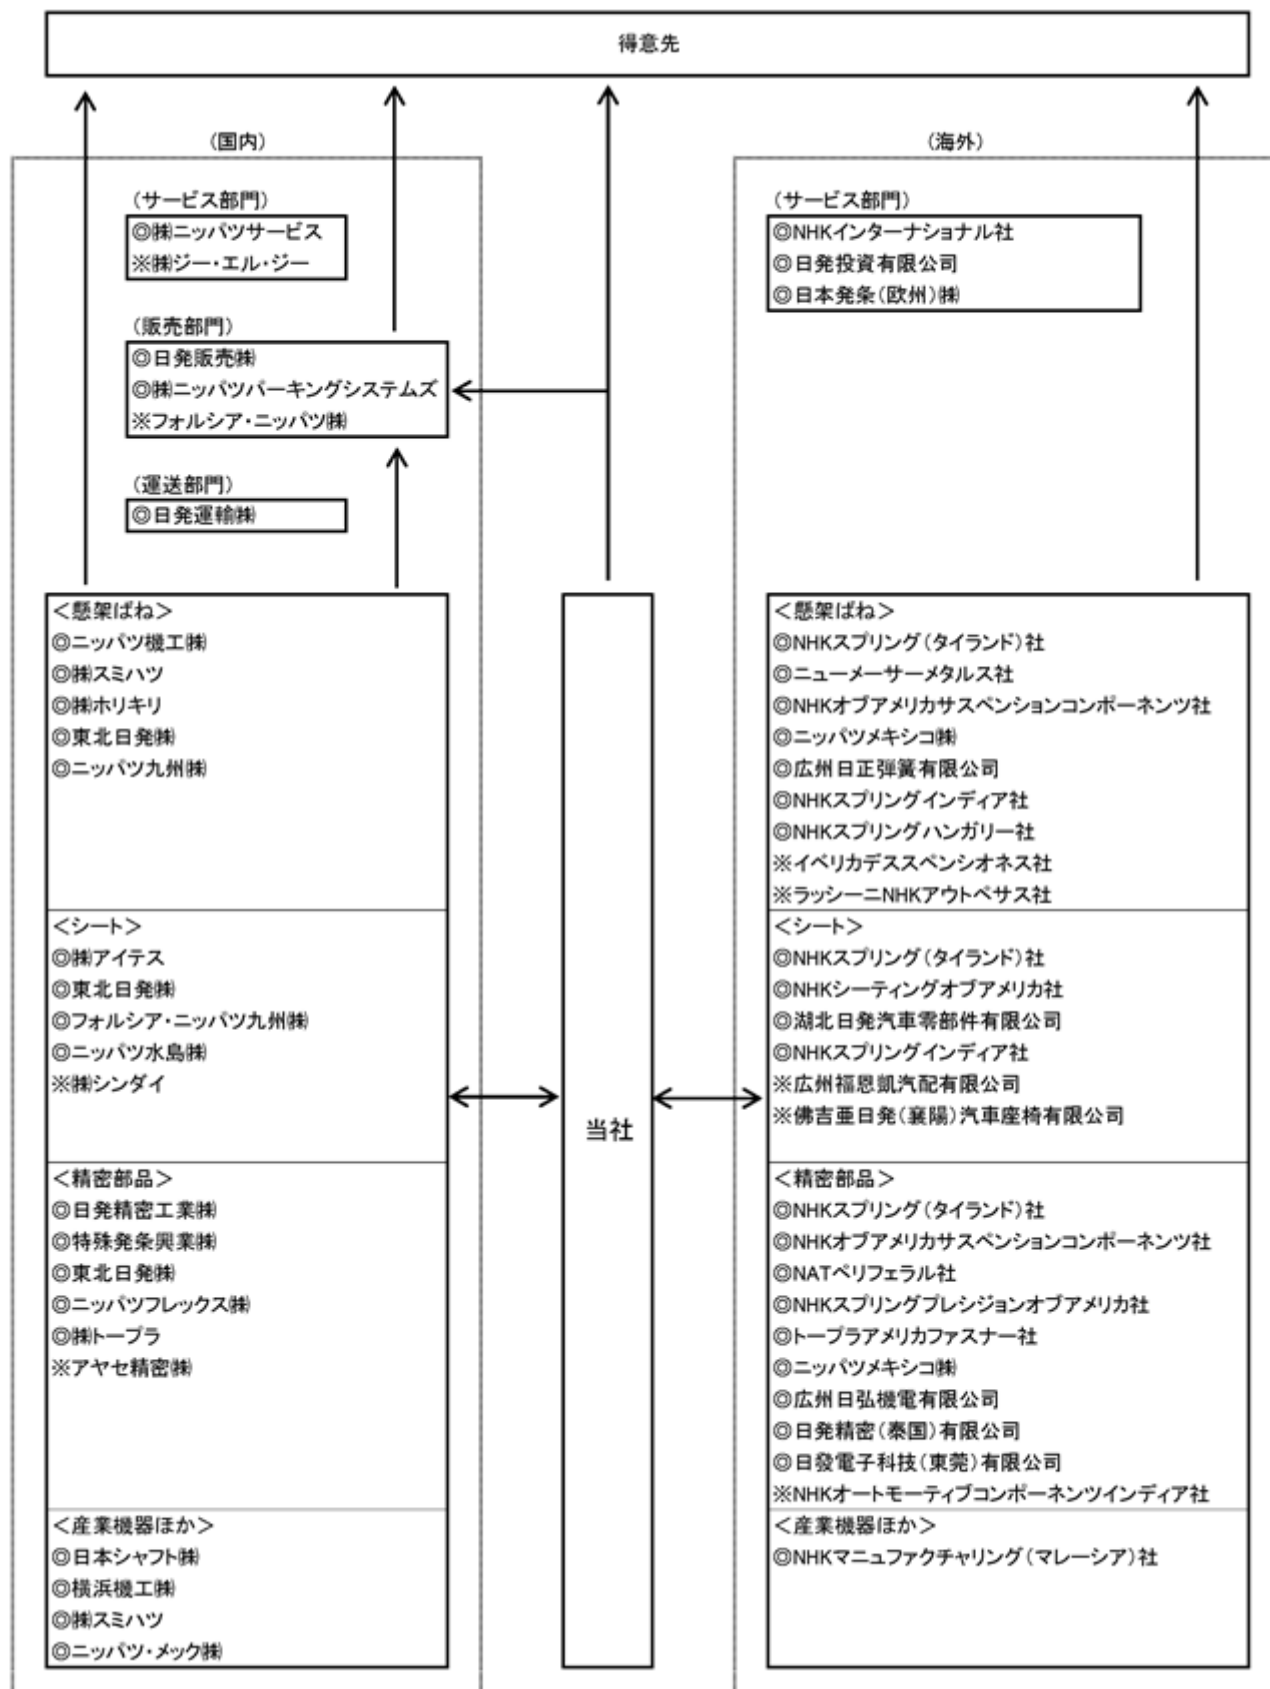 得意先
(国内)
(サービス部門)
◎㈱ニッパツサービス
※㈱ジー・エル・ジー
(販売部門)
◎日発販売㈱
◎㈱ニッパツパーキングシステムズ
※フォルシア・ニッパツ㈱
(運送部門)
◎日発運輸㈱
<懸架ばね>
◎ニッパツ機工㈱
◎㈱スミハツ
◎㈱ホリキリ
◎東北日発㈱
◎ニッパツ九州㈱
<シート>
◎㈱アイテス
◎東北日発㈱
◎フォルシア・ニッパツ九州㈱
◎ニッパツ水島㈱
※㈱シンダイ
<精密部品>
◎日発精密工業㈱
◎特殊発条興業㈱
◎東北日発㈱
◎ニッパツフレックス㈱
◎㈱トープラ
※アヤセ精密㈱
<産業機器ほか>
◎日本シャフト㈱
◎横浜機工㈱
◎㈱スミハツ
◎ニッパツ・メック㈱
当社
(海外)
(サービス部門)
◎NHKインターナショナル社
◎日発投資有限公司
◎日本発条(欧州)㈱
<懸架ばね>
◎NHKスプリング(タイランド)社
◎ニューメーサーメタルス社
◎NHKオブアメリカサスペンションコンポーネンツ社
◎ニッパツメキシコ㈱
◎広州日正弾簧有限公司
◎NHKスプリングインディア社
◎NHKスプリングハンガリー社
※イベリカデススペンシオネス社
※ラッシーニNHKアウトペサス社
<シート>
◎NHKスプリング(タイランド)社
◎NHKシーティングオブアメリカ社
◎湖北日発汽車零部件有限公司
◎NHKスプリングインディア社
※広州福恩凱汽配有限公司
※佛吉亜日発(襄陽)汽車座椅有限公司
<精密部品>
◎NHKスプリング(タイランド)社
◎NHKオブアメリカサスペンションコンポーネンツ社
◎NATペリフェラル社
◎NHKスプリングプレシジョンオブアメリカ社
◎トープラアメリカファスナー社
◎ニッパツメキシコ㈱
◎広州日弘機電有限公司
◎日発精密(泰国)有限公司
◎日發電子科技(東莞)有限公司
※NHKオートモーティブコンポーネンツインディア社
<産業機器ほか>
◎NHKマニュファクチャリング(マレーシア)社